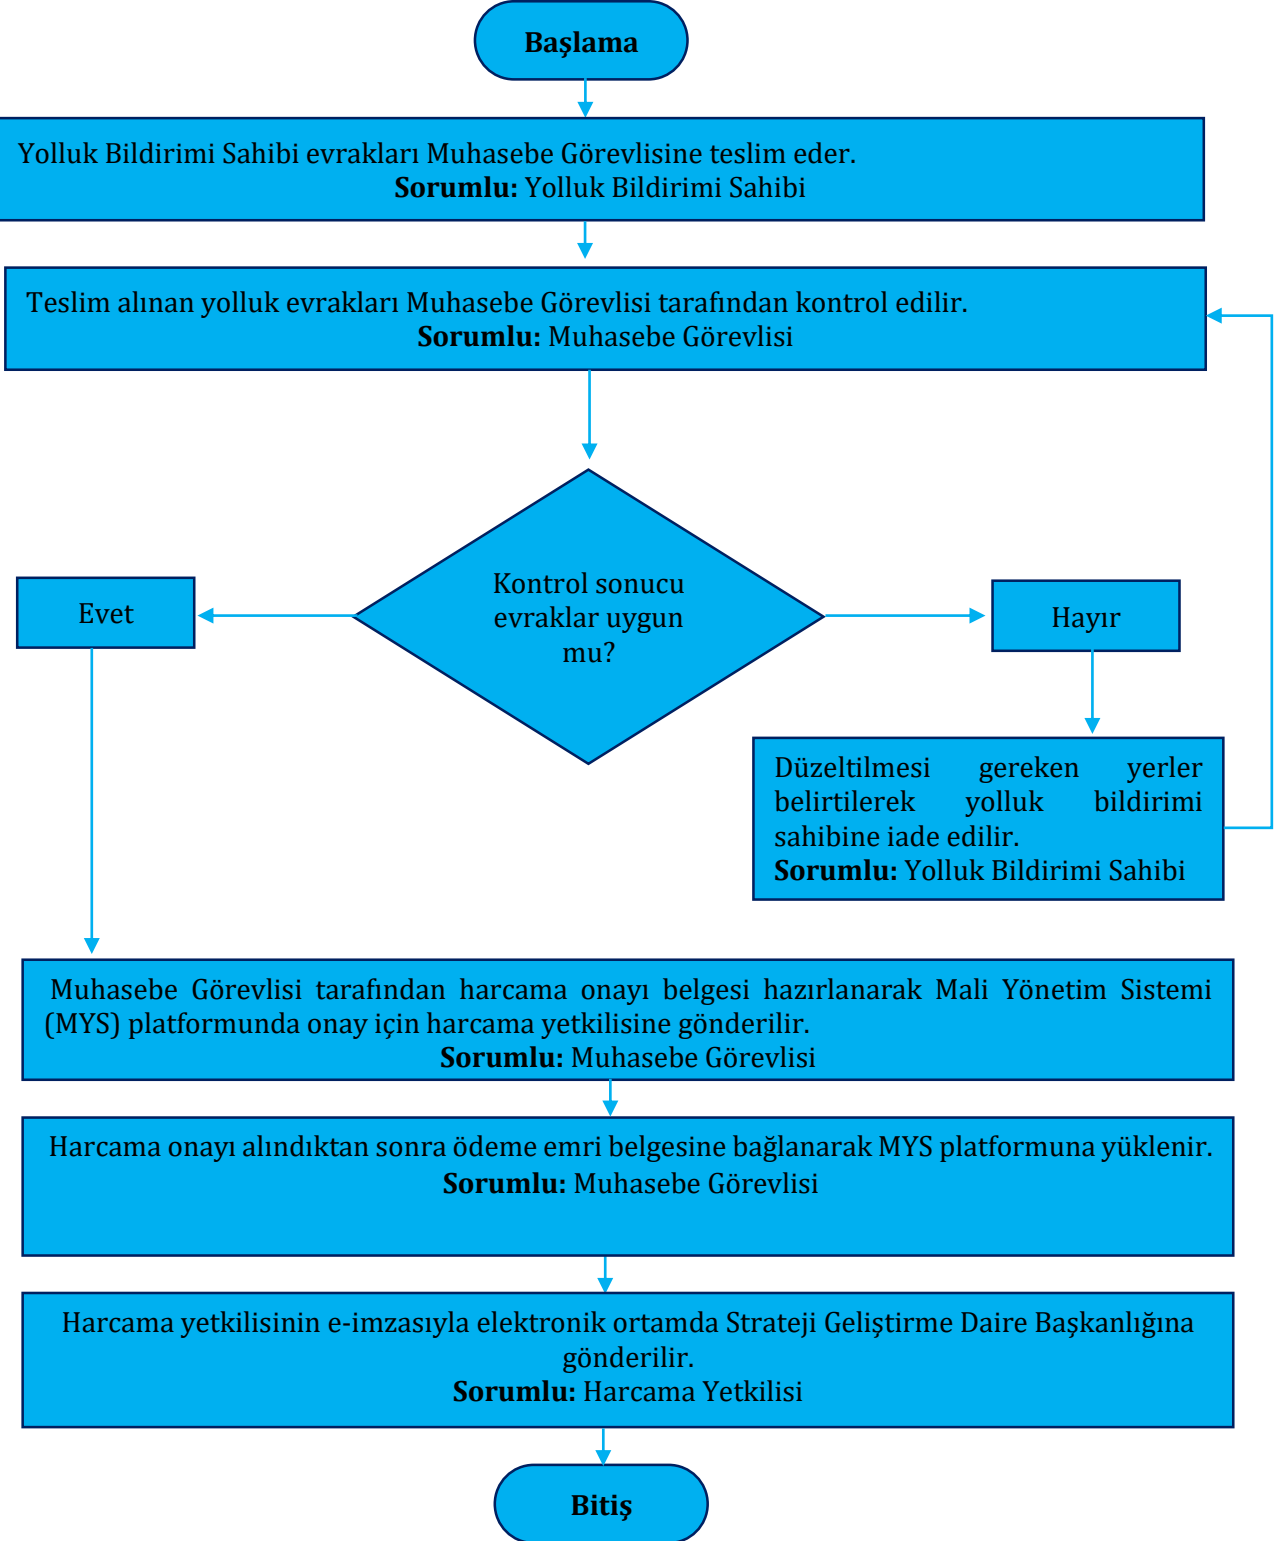 Başlama
Yolluk Bildirimi Sahibi evrakları Muhasebe Görevlisine teslim eder.
Sorumlu: Yolluk Bildirimi Sahibi
Teslim alınan yolluk evrakları Muhasebe Görevlisi tarafından kontrol edilir.
Sorumlu: Muhasebe Görevlisi
Kontrol sonucu
evraklar uygun
mu?
Evet
Hayır
Düzeltilmesi gereken yerler
belirtilerek yolluk bildirimi
sahibine iade edilir.
Sorumlu: Yolluk Bildirimi Sahibi
Muhasebe Görevlisi tarafından harcama onayı belgesi hazırlanarak Mali Yönetim Sistemi
(MYS) platformunda onay için harcama yetkilisine gönderilir.
Sorumlu: Muhasebe Görevlisi
Harcama onayı alındıktan sonra ödeme emri belgesine bağlanarak MYS platformuna yüklenir.
Sorumlu: Muhasebe Görevlisi
Harcama yetkilisinin e-imzasıyla elektronik ortamda Strateji Geliştirme Daire Başkanlığına
gönderilir.
Sorumlu: Harcama Yetkilisi
Bitiş